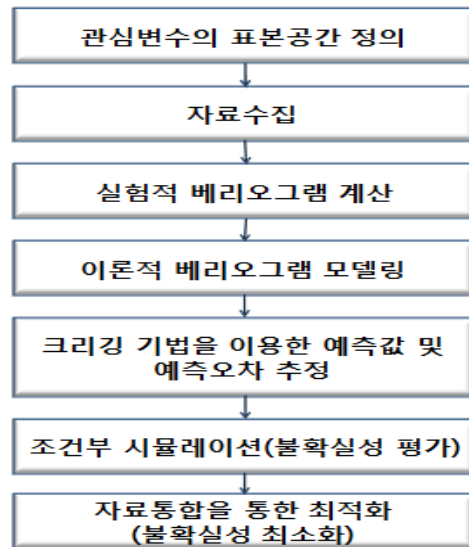 관심변수의 표본공간 정의
자료수집
실험적 베리오그램 계산
이론적 베리오그램 모델링
크리깅 기법을 이용한 예측값 및
예측오차 추정
조건부 시뮬레이션(불확실성 평가)
자료통합을 통한 최적화
(불확실성 최소화)